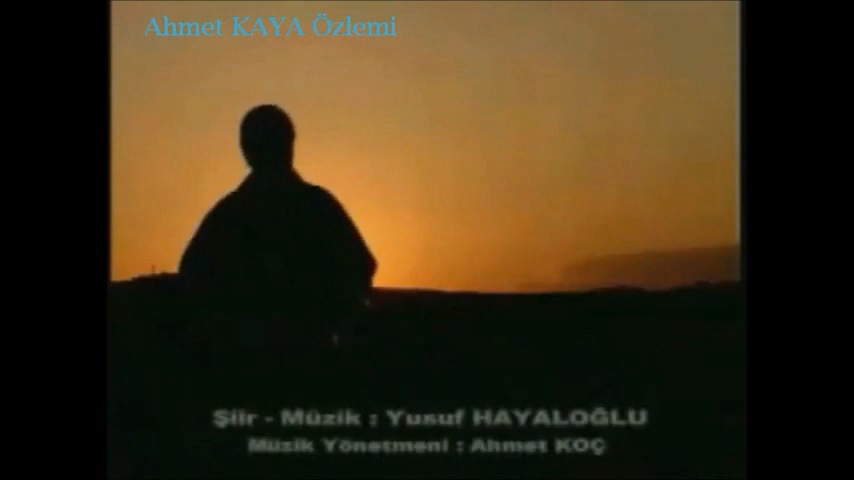 Ahmet KAYA Özlemi
Şiir - Müzik : Yusuf HAYALOĞLU
Müzik Yönetmeni : Ahmet KOÇ